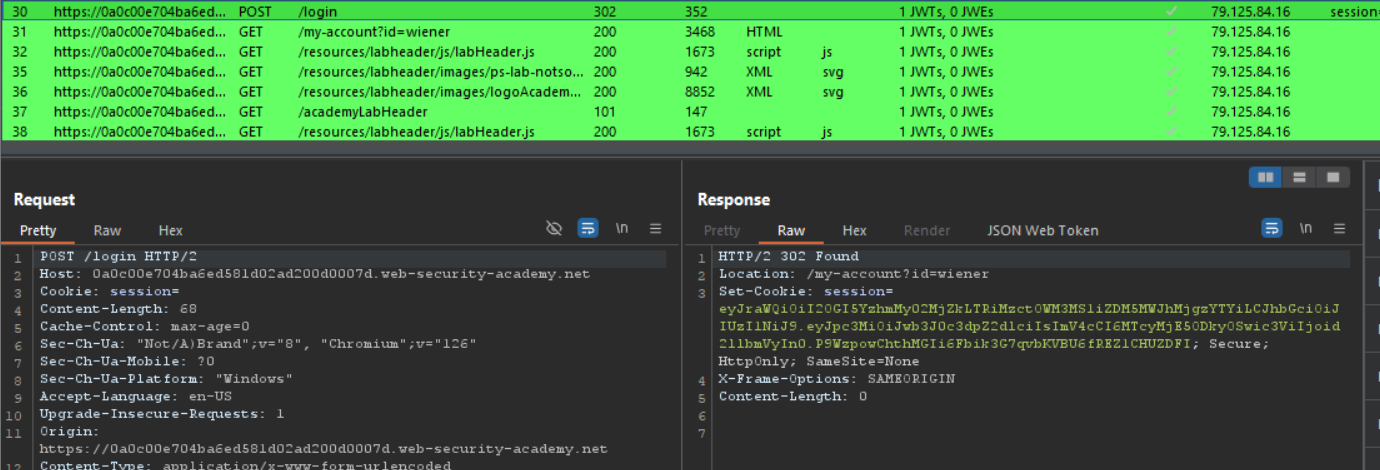 30 https://0a0c00e704ba6ed... POST /login 302 352 1 JWTs, 0 JWEs ✓ 79.125.84.16 session=
31 https://0a0c00e704ba6ed... GET /my-account?id=wiener 200 3468 HTML 1 JWTs, 0 JWEs ✓ 79.125.84.16
32 https://0a0c00e704ba6ed... GET /resources/labheader/js/labHeader.js 200 1673 script js 1 JWTs, 0 JWEs ✓ 79.125.84.16
35 https://0a0c00e704ba6ed... GET /resources/labheader/images/ps-lab-notso... 200 942 XML svg 1 JWTs, 0 JWEs ✓ 79.125.84.16
36 https://0a0c00e704ba6ed... GET /resources/labheader/images/logoAcadem... 200 8852 XML svg 1 JWTs, 0 JWEs ✓ 79.125.84.16
37 https://0a0c00e704ba6ed... GET /academyLabHeader 101 147 1 JWTs, 0 JWEs ✓ 79.125.84.16
38 https://0a0c00e704ba6ed... GET /resources/labheader/js/labHeader.js 200 1673 script js 1 JWTs, 0 JWEs ✓ 79.125.84.16
Request
Pretty Raw Hex \n
1 POST /login HTTP/2
2 Host: 0a0c00e704ba6ed581d02ad200d0007d.web-security-academy.net
3 Cookie: session=
4 Content-Length: 68
5 Cache-Control: max-age=0
6 Sec-Ch-Ua: "Not/A)Brand";v="8", "Chromium";v="126"
7 Sec-Ch-Ua-Mobile: ?0
8 Sec-Ch-Ua-Platform: "Windows"
9 Accept-Language: en-US
10 Upgrade-Insecure-Requests: 1
11 Origin:
https://0a0c00e704ba6ed581d02ad200d0007d.web-security-academy.net
12 Content-Type: application/x-www-form-urlencoded
Response
Pretty Raw Hex Render JSON Web Token \n
1 HTTP/2 302 Found
2 Location: /my-account?id=wiener
3 Set-Cookie: session=
; Secure;
HttpOnly; SameSite=None
4 X-Frame-Options: SAMEORIGIN
5 Content-Length: 0
6
7